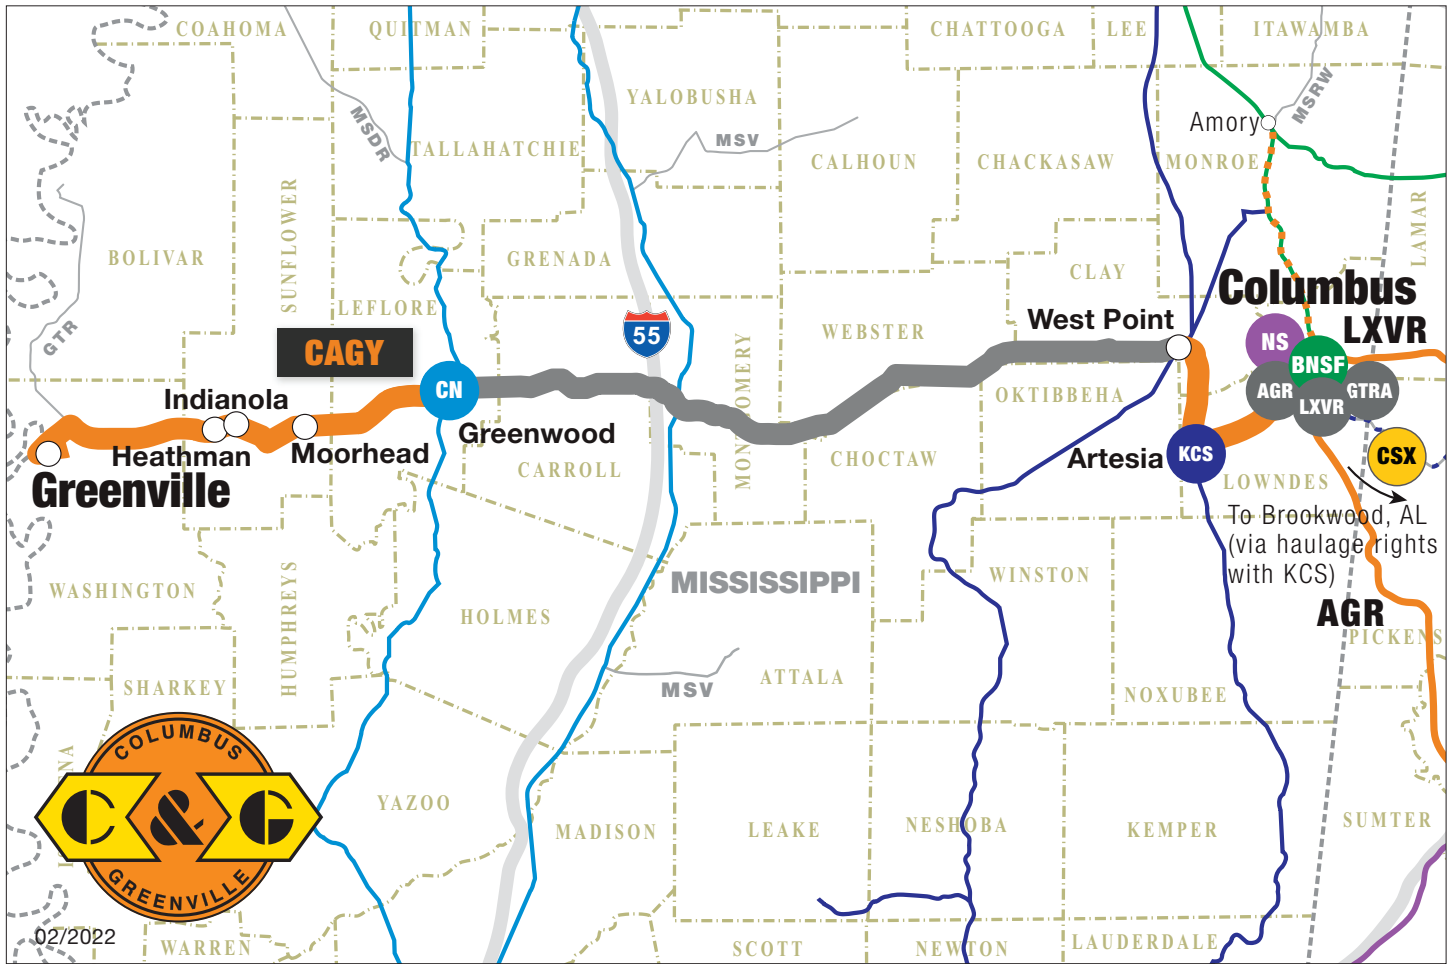 COAHOMA
QUITMAN
CHATTOOGA
LEE
ITAWAMBA
YALOBUSHA
MSRW
MSDR
Amory
TALLAHATCHIE
MSV
CALHOUN
CHACKASAW
MONROE
LAMAR
SUNFLOWER
BOLIVAR
GRENADA
CLAY
LEFLORE
Columbus
LXVR
GTR
CAGY
55
WEBSTER
West Point
NS
BNSF
MONTGOMERY
Indianola
CN
OKTIBBEHA
AGR
LXVR
GTRA
Heathman
Moorhead
Greenwood
Greenville
CARROLL
CHOCTAW
Artesia
KCS
CSX
LOWNDES
To Brookwood, AL
(via haulage rights
with KCS)
WASHINGTON
HUMPHREYS
MISSISSIPPI
WINSTON
HOLMES
AGR
PICKENS
SHARKEY
MSV
ATTALA
NOXUBEE
COLUMBUS
C & G
GREENVILLE
YAZOO
MADISON
LEAKE
NESHOBA
KEMPER
SUMTER
02/2022
WARREN
SCOTT
NEWTON
LAUDERDALE